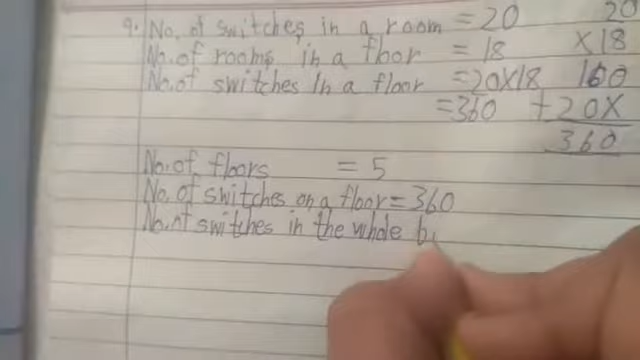 9. No. of switches in a room = 20
No. of rooms in a floor = 18
No. of switches in a floor = 20X18
= 360
20
X18
160
+20X
360
No. of floors = 5
No. of switches on a floor = 360
No. of switches in the whole